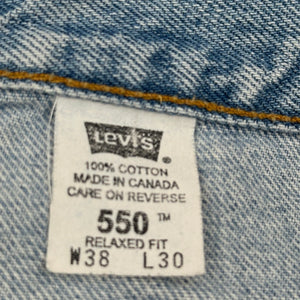 Levi's ®
100% COTTON
MADE IN CANADA
CARE ON REVERSE
550 ™
RELAXED FIT
W38 L30